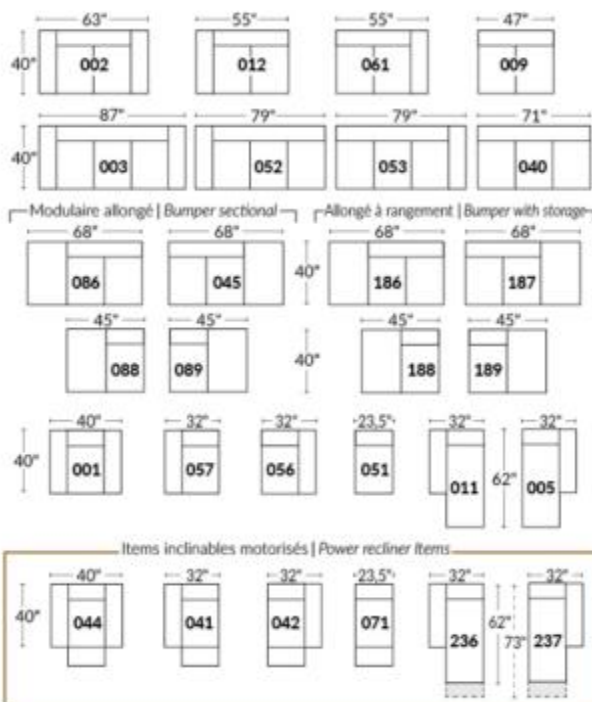 63" 55" 55" 47"
40" 002 012 061 009
87" 79" 79" 71"
40" 003 052 053 040
Modulaire allongé | Bumper sectional Allongé à rangement | Bumper with storage
68" 68" 68" 68"
086 045 40" 186 187
45" 45" 45" 45"
088 089 40" 188 189
40" 32" 32" 23.5" 32" 32"
40" 001 057 056 051 011 62" 005
Items inclinables motorisés | Power recliner Items
40" 32" 32" 23.5" 32" 32"
40" 044 041 042 071 236 62" 73" 237